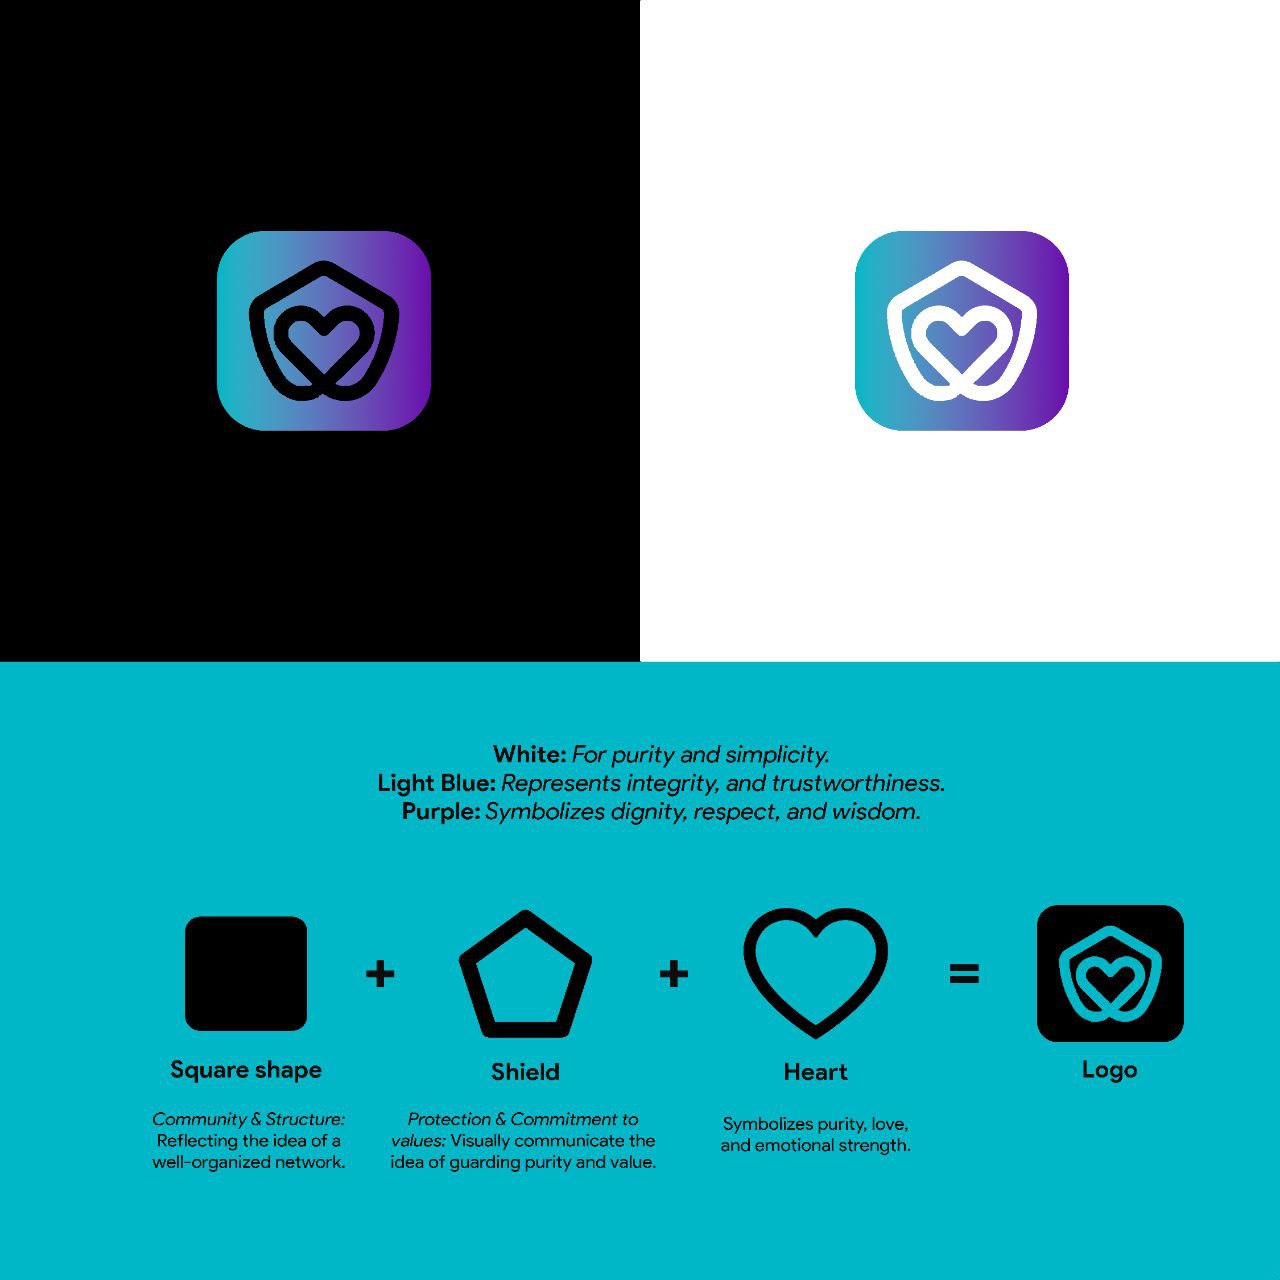 White: For purity and simplicity.
Light Blue: Represents integrity, and trustworthiness.
Purple: Symbolizes dignity, respect, and wisdom.
+ + =
Square shape
Community & Structure:
Reflecting the idea of a
well-organized network.
Shield
Protection & Commitment to
values: Visually communicate the
idea of guarding purity and value.
Heart
Symbolizes purity, love,
and emotional strength.
Logo